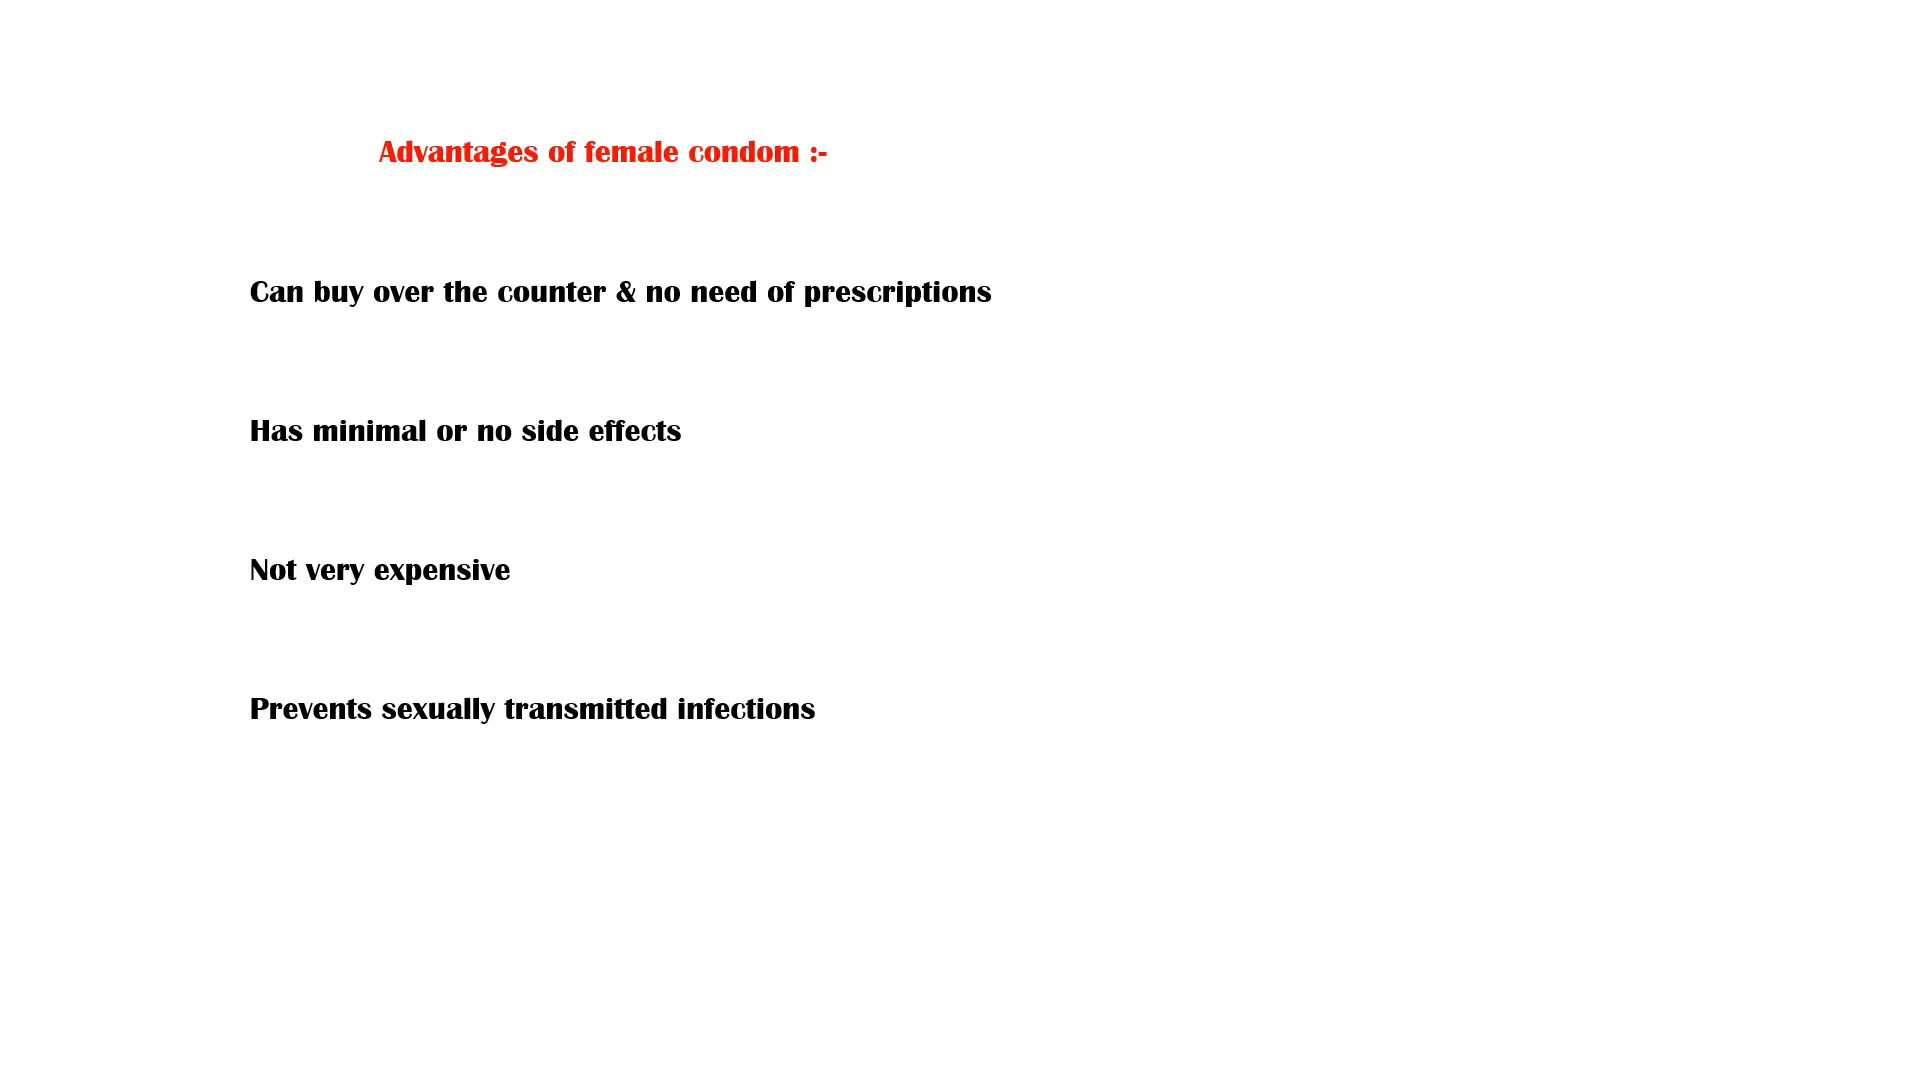 Advantages of female condom :-
Can buy over the counter & no need of prescriptions
Has minimal or no side effects
Not very expensive
Prevents sexually transmitted infections